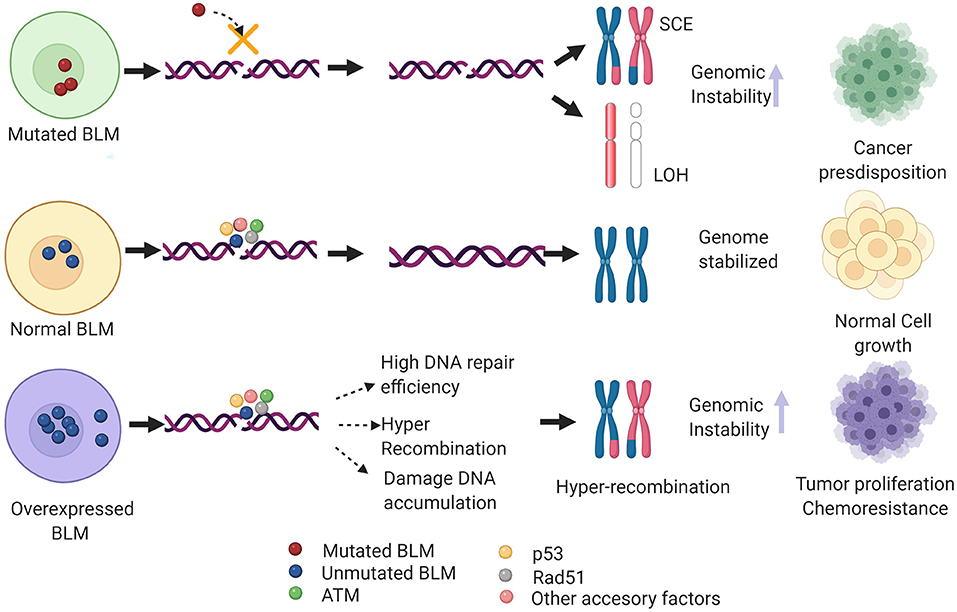 Mutated BLM
SCE
LOH
Genomic
Instability
Cancer
presdisposition
Normal BLM
Genome
stabilized
Normal Cell
growth
Overexpressed
BLM
High DNA repair
efficiency
Hyper
Recombination
Damage DNA
accumulation
Hyper-recombination
Genomic
Instability
Tumor proliferation
Chemoresistance
Mutated BLM
Unmutated BLM
ATM
p53
Rad51
Other accesory factors